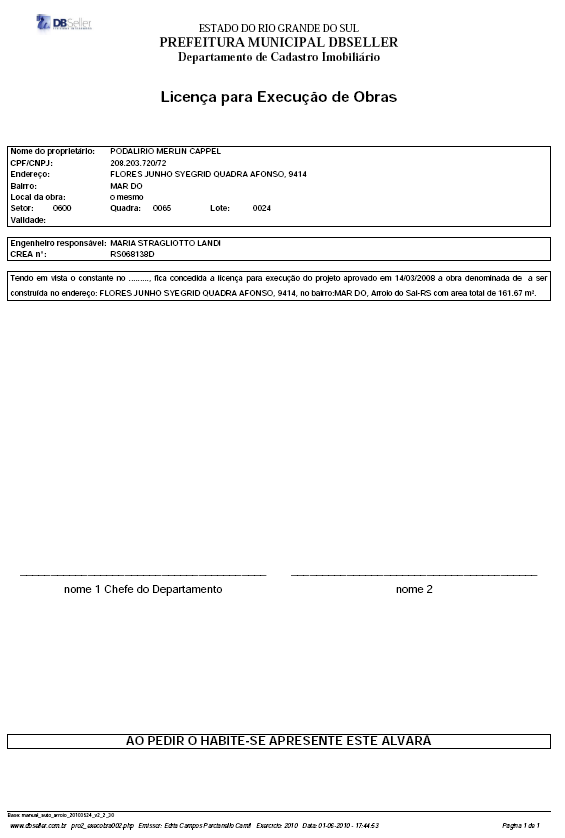 DBSeller
ESTADO DO RIO GRANDE DO SUL
PREFEITURA MUNICIPAL DBSELLER
Departamento de Cadastro Imobiliário
Licença para Execução de Obras
Nome do proprietário: PODALIRIO MERLIN CAPPEL
CPF/CNPJ: 208.203.720/72
Endereço: FLORES JUNHO SYEGRID QUADRA AFONSO, 9414
Bairro: MAR DO
Local da obra: o mesmo
Setor: 0600 Quadra: 0065 Lote: 0024
Validade:
Engenheiro responsável: MARIA STRAGLIOTTO LANDI
CREA nº: RS068138D
Tendo em vista o constante no ........., fica concedida a licença para execução do projeto aprovado em 14/03/2008 a obra denominada de a ser
construída no endereço: FLORES JUNHO SYEGRID QUADRA AFONSO, 9414, no bairro:MAR DO, Arroio do Sal-RS com area total de 161.67 m².
nome 1 Chefe do Departamento nome 2
AO PEDIR O HABITE-SE APRESENTE ESTE ALVARÁ
Base: manual_auto_arroio_20100524_v2_2_30
www.dbseller.com.br pro2_execobra002.php Emissor: Edita Campos Parcianello Camil Exercicio: 2010 Data: 01-06-2010 - 17:44:53 Página 1 de 1